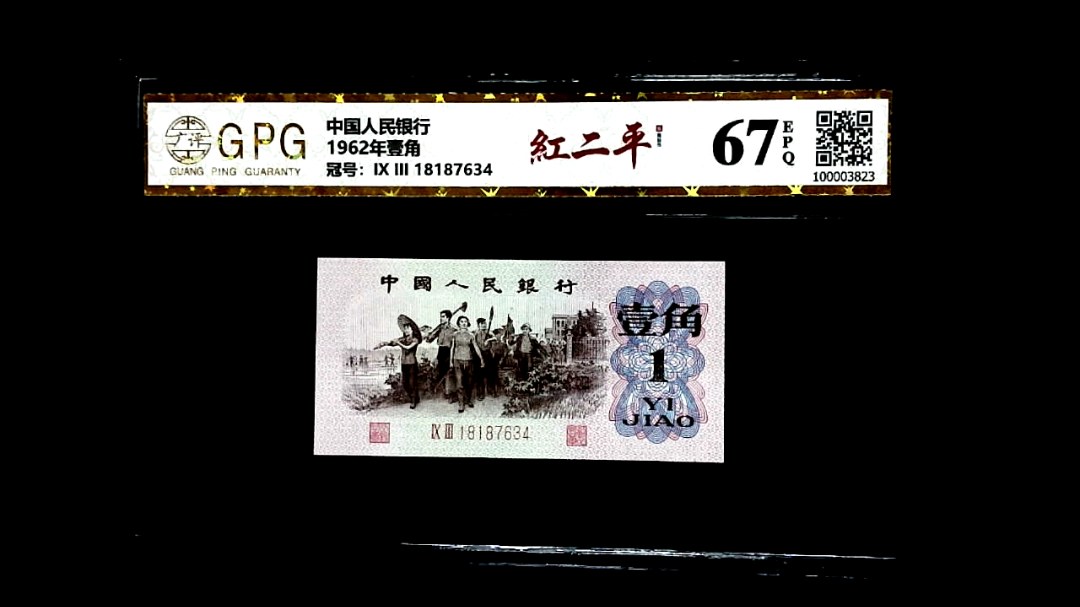 GPG
GUANG PING GUARANTY
中国人民银行
1962年壹角
冠号：IX III 18187634
紅二平
67
EPQ
100003823
中國人民銀行
壹角
1
YI
JIAO
IX III 18187634